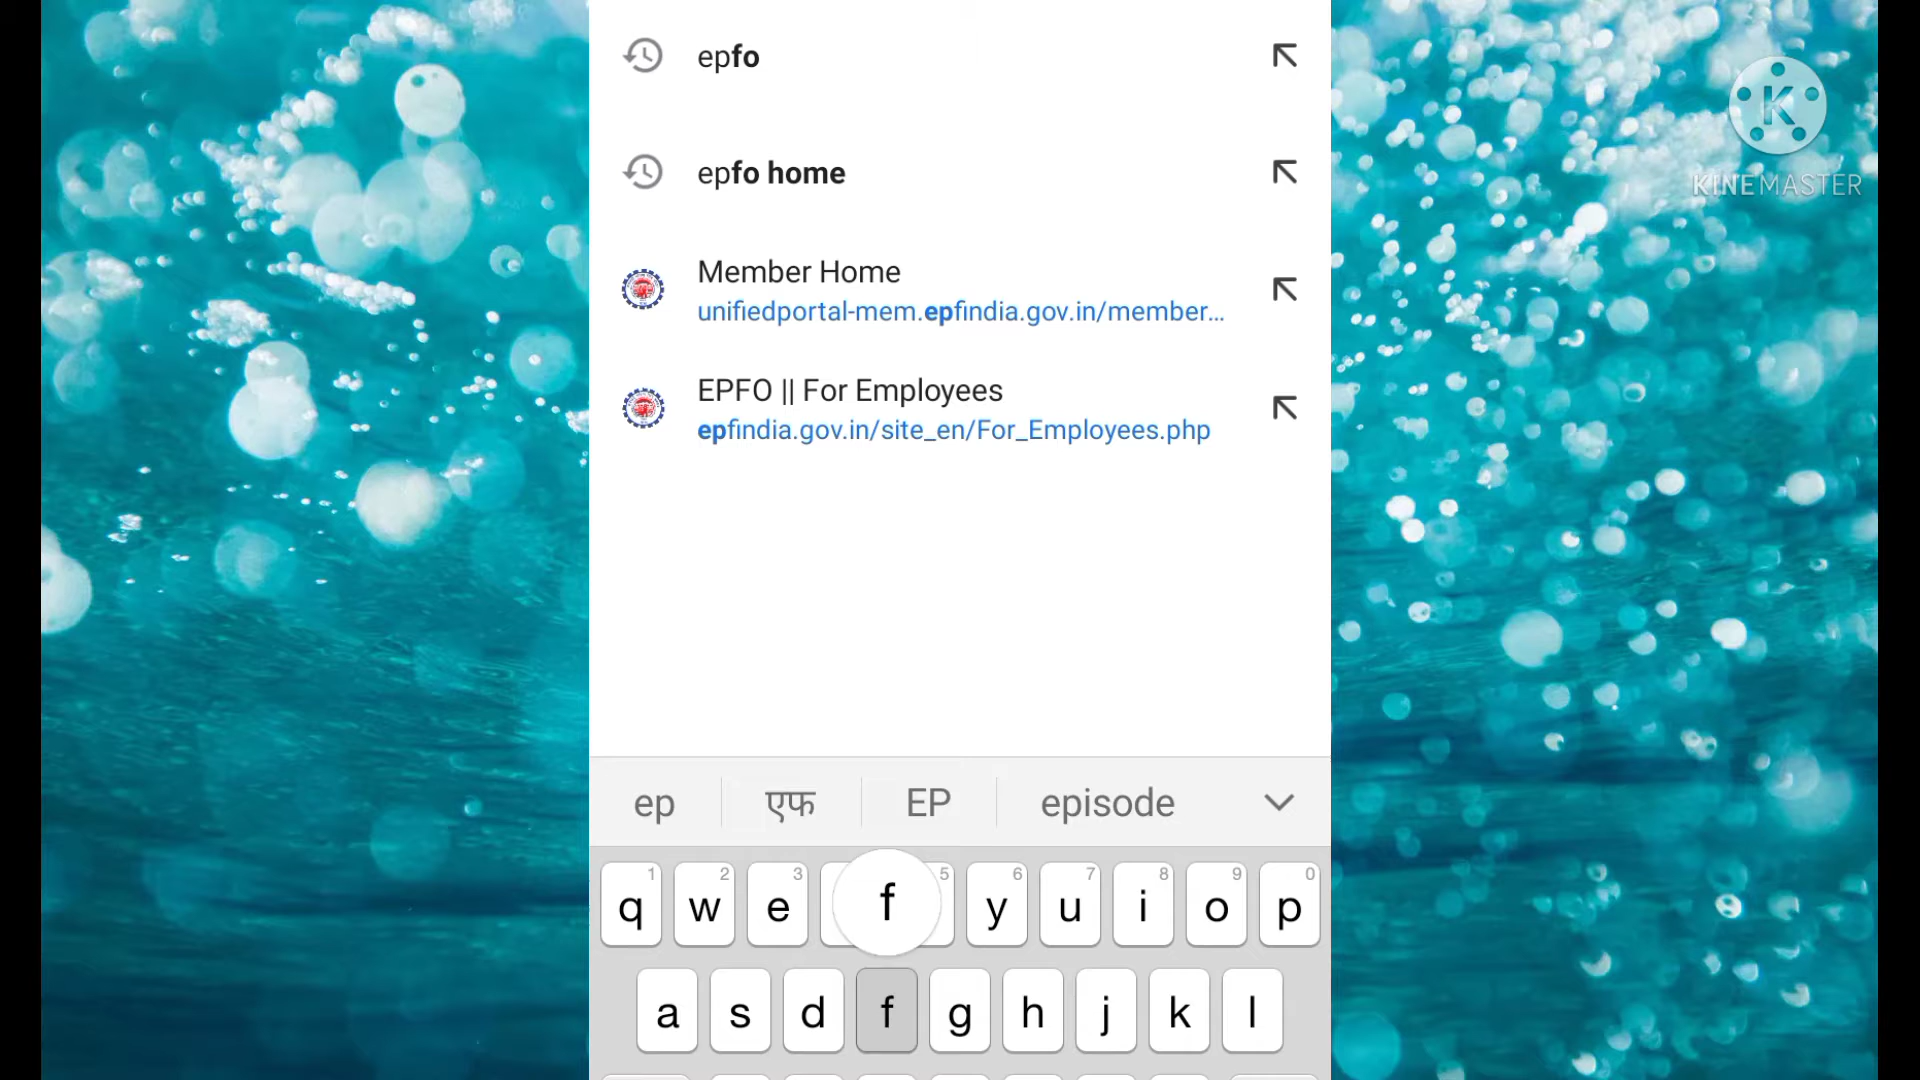 epfo
epfo home
Member Home
unifiedportal-mem.epfindia.gov.in/member...
EPFO || For Employees
epfindia.gov.in/site_en/For_Employees.php
K
KINEMASTER
ep एफ EP episode
1 2 3 5 6 7 8 9 0
q w e f y u i o p
a s d f g h j k l